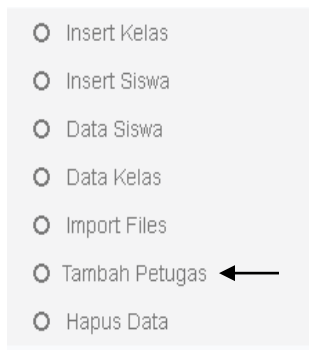 Insert Kelas
Insert Siswa
Data Siswa
Data Kelas
Import Files
Tambah Petugas
Hapus Data